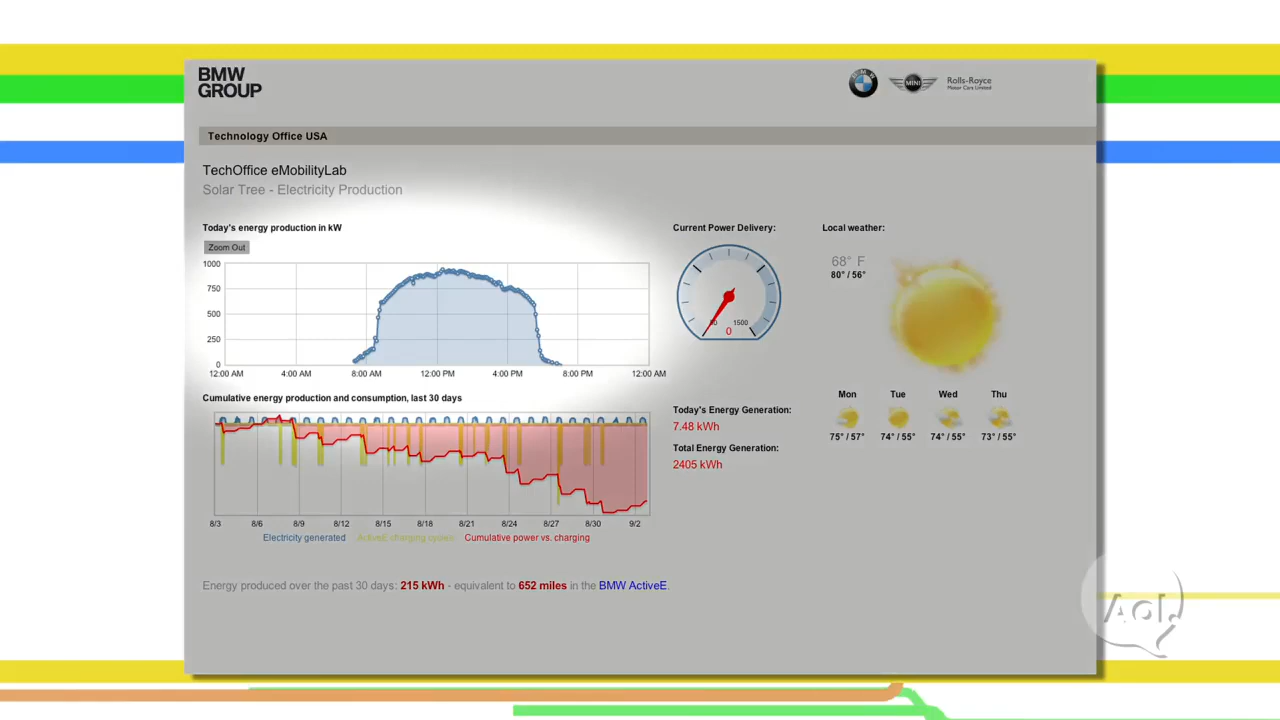 BMW
GROUP
BMW
MINI
Rolls-Royce
Motor Cars Limited
Technology Office USA
TechOffice eMobilityLab
Solar Tree - Electricity Production
Today's energy production in kW
Zoom Out
1000
750
500
250
0
12:00 AM 4:00 AM 8:00 AM 12:00 PM 4:00 PM 8:00 PM 12:00 AM
Current Power Delivery:
1500
0
Local weather:
68° F
80° / 56°
Cumulative energy production and consumption, last 30 days
8/3 8/6 8/9 8/12 8/15 8/18 8/21 8/24 8/27 8/30 9/2
Electricity generated ActiveE charging cycles Cumulative power vs. charging
Today's Energy Generation:
7.48 kWh
Total Energy Generation:
2405 kWh
Mon Tue Wed Thu
75° / 57° 74° / 55° 74° / 55° 73° / 55°
Energy produced over the past 30 days: 215 kWh - equivalent to 652 miles in the BMW ActiveE.
Aol.